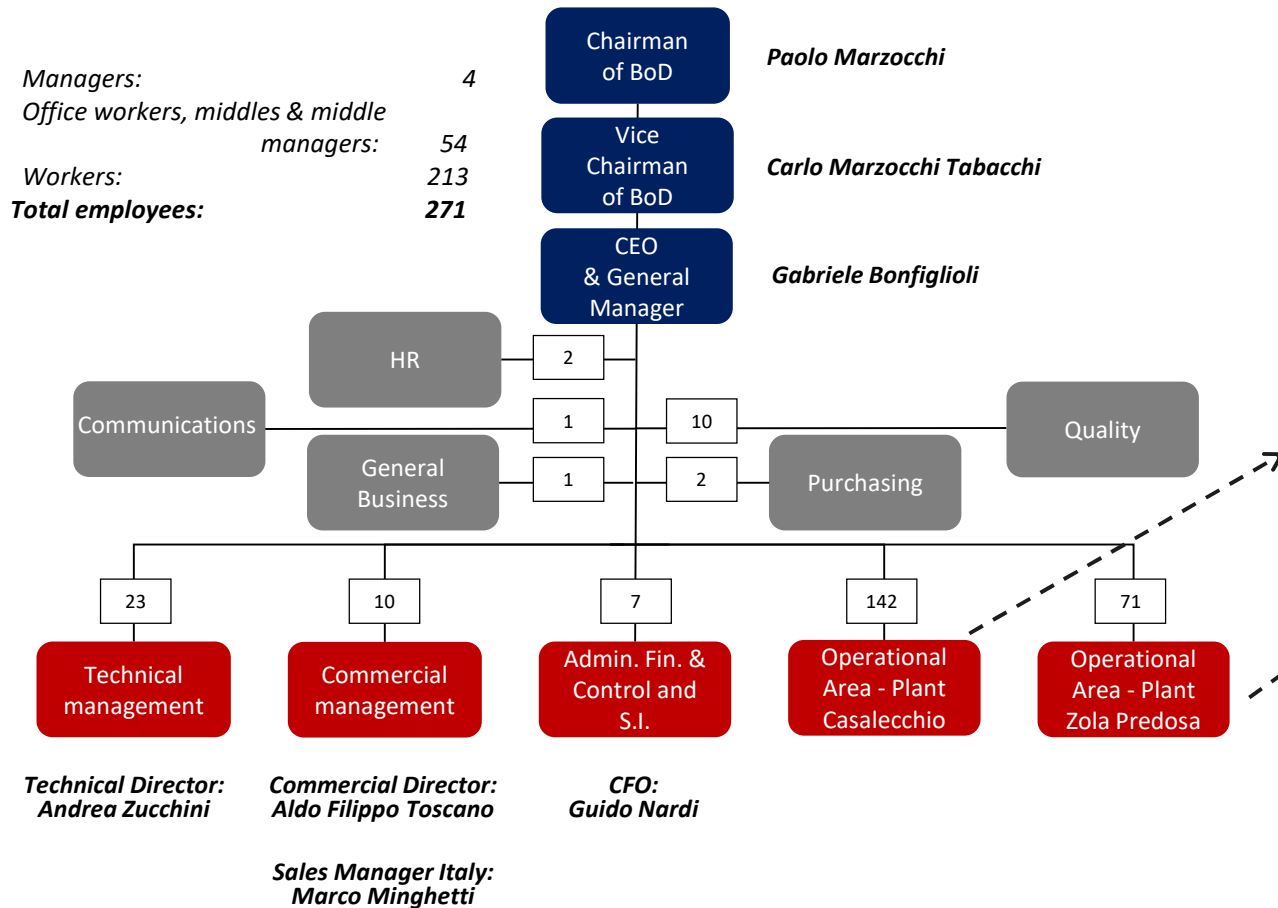 Chairman
of BoD
Paolo Marzocchi
Managers: 4
Office workers, middles & middle
managers: 54
Workers: 213
Total employees: 271
Vice
Chairman
of BoD
Carlo Marzocchi Tabacchi
CEO
& General
Manager
Gabriele Bonfiglioli
HR
2
Communications
1
10
Quality
General
Business
1
2
Purchasing
23
10
7
142
71
Technical
management
Commercial
management
Admin. Fin. &
Control and
S.I.
Operational
Area - Plant
Casalecchio
Operational
Area - Plant
Zola Predosa
Technical Director:
Andrea Zucchini
Commercial Director:
Aldo Filippo Toscano
CFO:
Guido Nardi
Sales Manager Italy:
Marco Minghetti